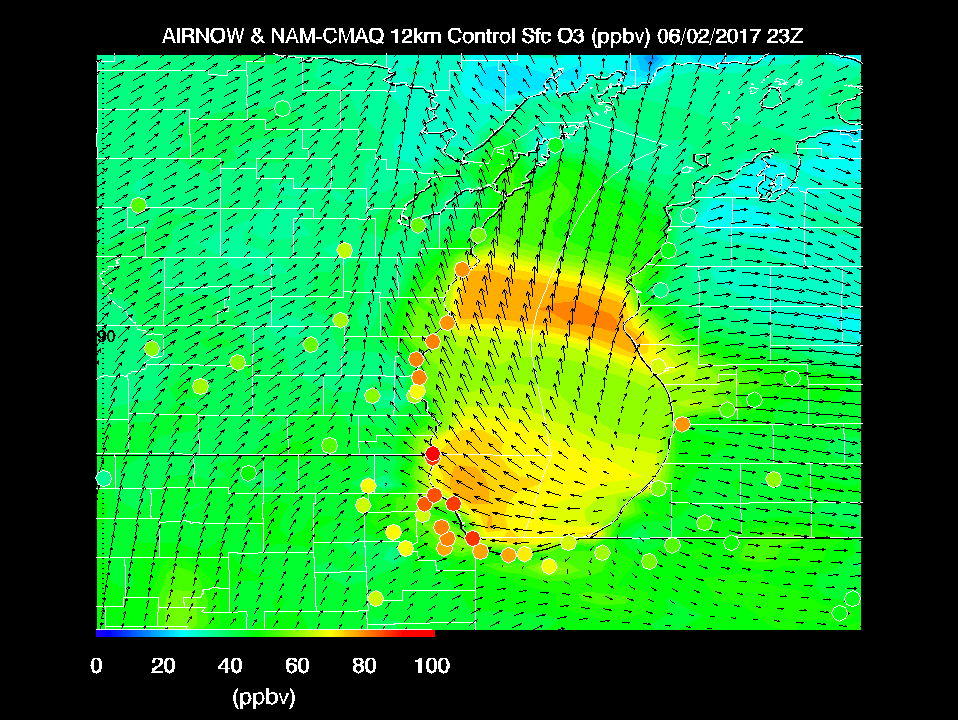 AIRNOW & NAM-CMAQ 12km Control Sfc O3 (ppbv) 06/02/2017 23Z
90
0 20 40 60 80 100
(ppbv)